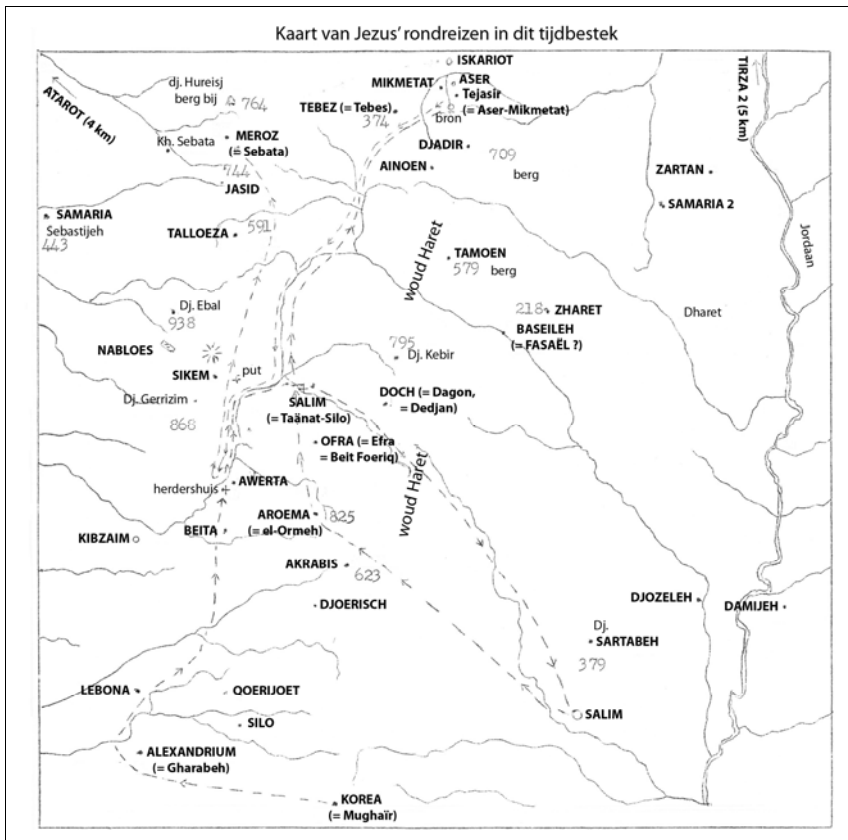 Kaart van Jezus’ rondreizen in dit tijdbestek
ISKARIOT
TIRZA 2 (5 km)
dj. Hureisj
berg bij
764
ATAROT (4 km)
MIKMETAT
ASER
Tejasir
(= Aser-Mikmetat)
TEBEZ (= Tebes)
374
bron
Kh. Sebata
MEROZ
(= Sebata)
744
DJADIR
709
berg
AINOEN
ZARTAN
JASID
SAMARIA
Sebastijeh
443
SAMARIA 2
TALLOEZA
591
Jordaan
woud Haret
TAMOEN
579 berg
Dj. Ebal
938
218
ZHARET
Dharet
BASEILEH
(= FASAËL ?)
NABLOES
795
Dj. Kebir
SIKEM
put
Dj. Gerrizim
868
SALIM
(= Taänat-Silo)
DOCH (= Dagon,
= Dedjan)
OFRA (= Efra
= Beit Foeriq)
woud Haret
herdershuis
AWERTA
AROEMA
(= el-Ormeh)
825
KIBZAIM
BEITA
AKRABIS
623
DJOERISCH
DJOZELEH
DAMIJEH
Dj.
SARTABEH
379
LEBONA
QOERIJOET
SALIM
SILO
ALEXANDRIUM
(= Gharabeh)
KOREA
(= Mughaïr)